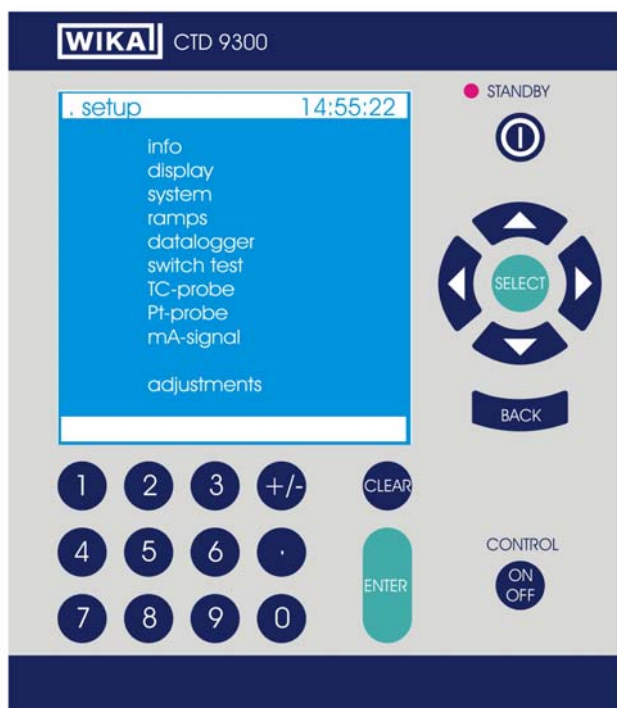 WIKAI CTD 9300
. setup 14:55:22
STANDBY
info
display
system
ramps
datalogger
switch test
TC-probe
Pt-probe
mA-signal
adjustments
SELECT
BACK
1 2 3 +/- CLEAR
4 5 6 .
7 8 9 0
ENTER
CONTROL
ON
OFF